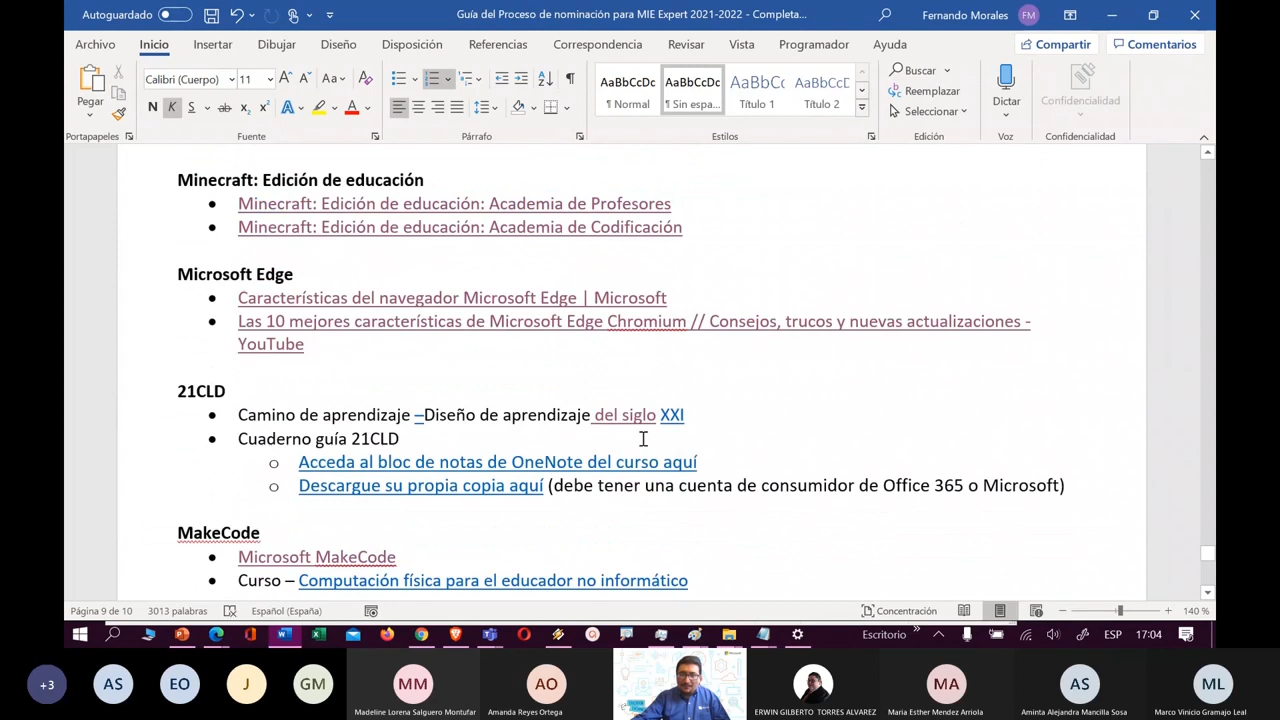 Autoguardado
Guía del Proceso de nominación para MIE Expert 2021-2022 - Completa...
Fernando Morales
FM
Archivo Inicio Insertar Dibujar Diseño Disposición Referencias Correspondencia Revisar Vista Programador Ayuda
Compartir
Comentarios
Pegar
Calibri (Cuerpo)
11
N K S ab x₂ x²
AaBbCcDc AaBbCcDc AaBbCc AaBbCcC
¶ Normal ¶ Sin espa... Título 1 Título 2
Buscar
Reemplazar
Seleccionar
Dictar
Confidencialidad
Portapapeles Fuente Párrafo Estilos Edición Voz Confidencialidad
Minecraft: Edición de educación
• Minecraft: Edición de educación: Academia de Profesores
• Minecraft: Edición de educación: Academia de Codificación
Microsoft Edge
• Características del navegador Microsoft Edge | Microsoft
• Las 10 mejores características de Microsoft Edge Chromium // Consejos, trucos y nuevas actualizaciones -
YouTube
21CLD
• Camino de aprendizaje –Diseño de aprendizaje del siglo XXI
• Cuaderno guía 21CLD
o Acceda al bloc de notas de OneNote del curso aquí
o Descargue su propia copia aquí (debe tener una cuenta de consumidor de Office 365 o Microsoft)
MakeCode
• Microsoft MakeCode
• Curso – Computación física para el educador no informático
Página 9 de 10 3013 palabras Español (España) Concentración 140 %
Escritorio ESP 17:04
+3 AS EO J GM MM AO MA AS ML
Madeline Lorena Salguero Montufar Amanda Reyes Ortega ERWIN GILBERTO TORRES ALVAREZ Maria Esther Mendez Arriola Aminta Alejandra Mancilla Sosa Marco Vinicio Gramajo Leal